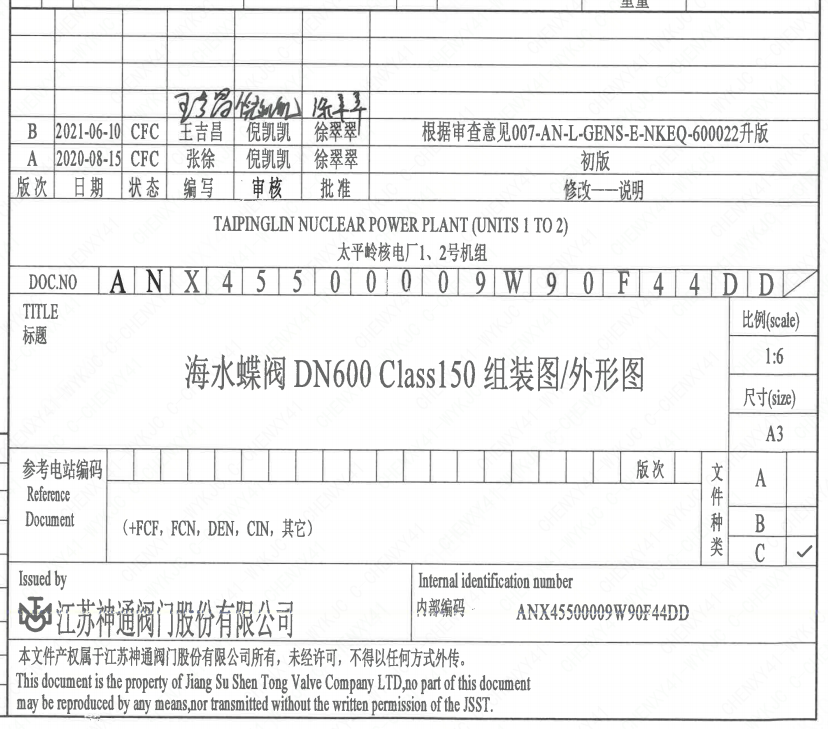 重量
王吉昌 倪凯凯 徐翠翠
B 2021-06-10 CFC 王吉昌 倪凯凯 徐翠翠 根据审查意见007-AN-L-GENS-E-NKEQ-600022升版
A 2020-08-15 CFC 张徐 倪凯凯 徐翠翠 初版
版次 日期 状态 编写 审核 批准 修改——说明
TAIPINGLIN NUCLEAR POWER PLANT (UNITS 1 TO 2)
太平岭核电厂1、2号机组
DOC.NO A N X 4 5 5 0 0 0 0 9 W 9 0 F 4 4 D D
TITLE
标题
海水蝶阀 DN600 Class150 组装图/外形图
比例(scale)
1:6
尺寸(size)
A3
参考电站编码
Reference
Document
版次
(+FCF, FCN, DEN, CIN, 其它)
文件种类
A
B
C ✓
Issued by
江苏神通阀门股份有限公司
Internal identification number
内部编码 ANX45500009W90F44DD
本文件产权属于江苏神通阀门股份有限公司所有，未经许可，不得以任何方式外传。
This document is the property of Jiang Su Shen Tong Valve Company LTD,no part of this document
may be reproduced by any means,nor transmitted without the written permission of the JSST.